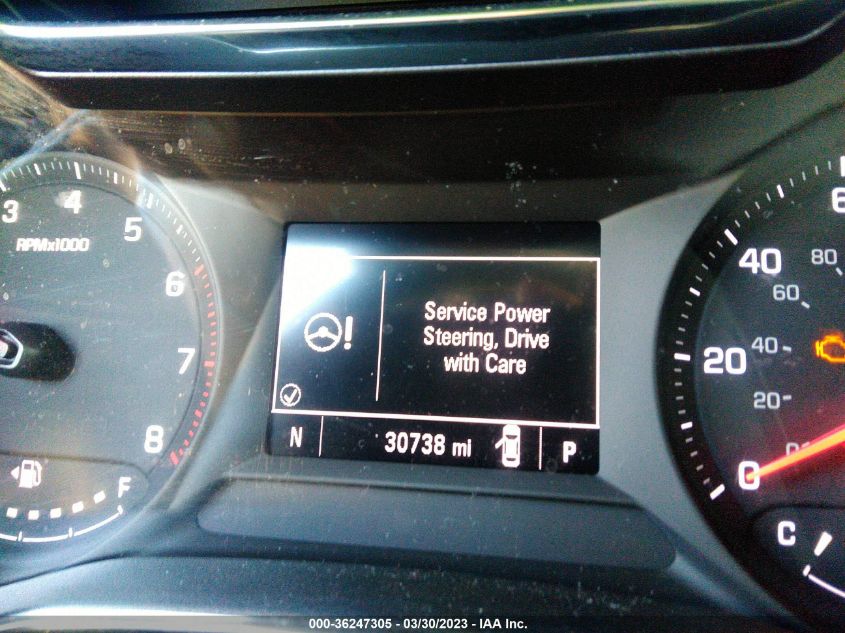 3
4
5
6
7
8
RPMx1000
F
Service Power
Steering, Drive
with Care
N
30738 mi
P
40
20
0
80
60
40
20
C
000-36247305 - 03/30/2023 - IAA Inc.